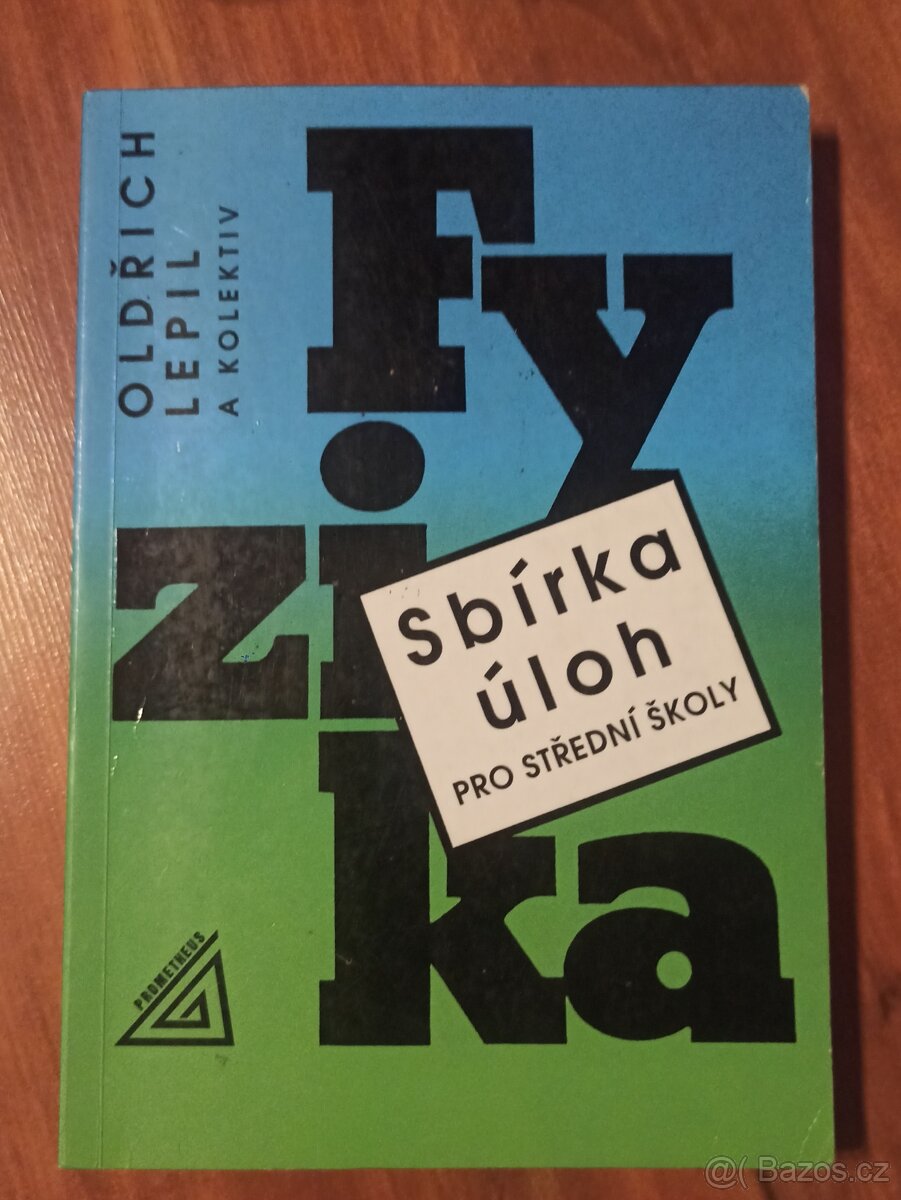 OLDŘICH
LEPIL
A KOLEKTIV
Fy
zi
ka
Sbírka
úloh
PRO STŘEDNÍ ŠKOLY
PROMETHEUS
@( Bazos.cz